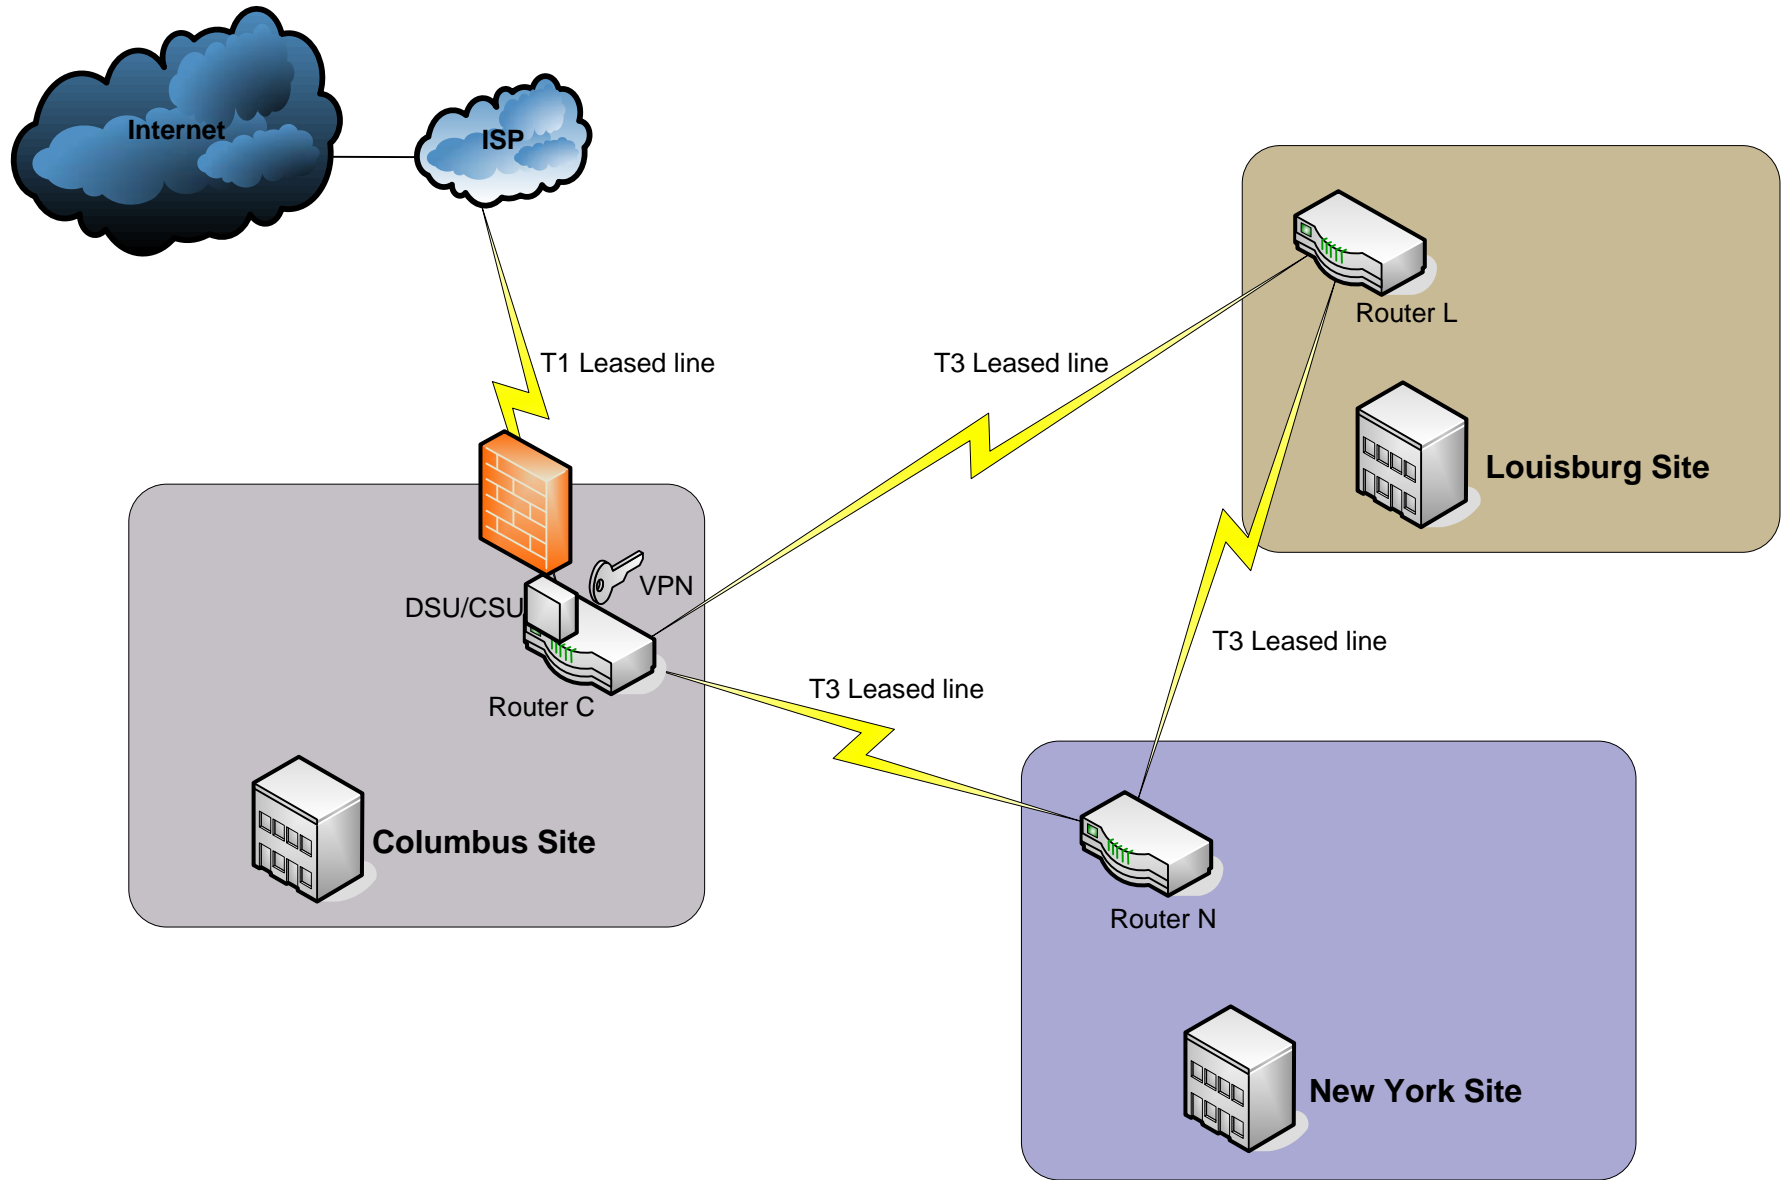 Internet
ISP
T1 Leased line
T3 Leased line
Router L
Louisburg Site
VPN
DSU/CSU
T3 Leased line
T3 Leased line
Router C
Columbus Site
Router N
New York Site